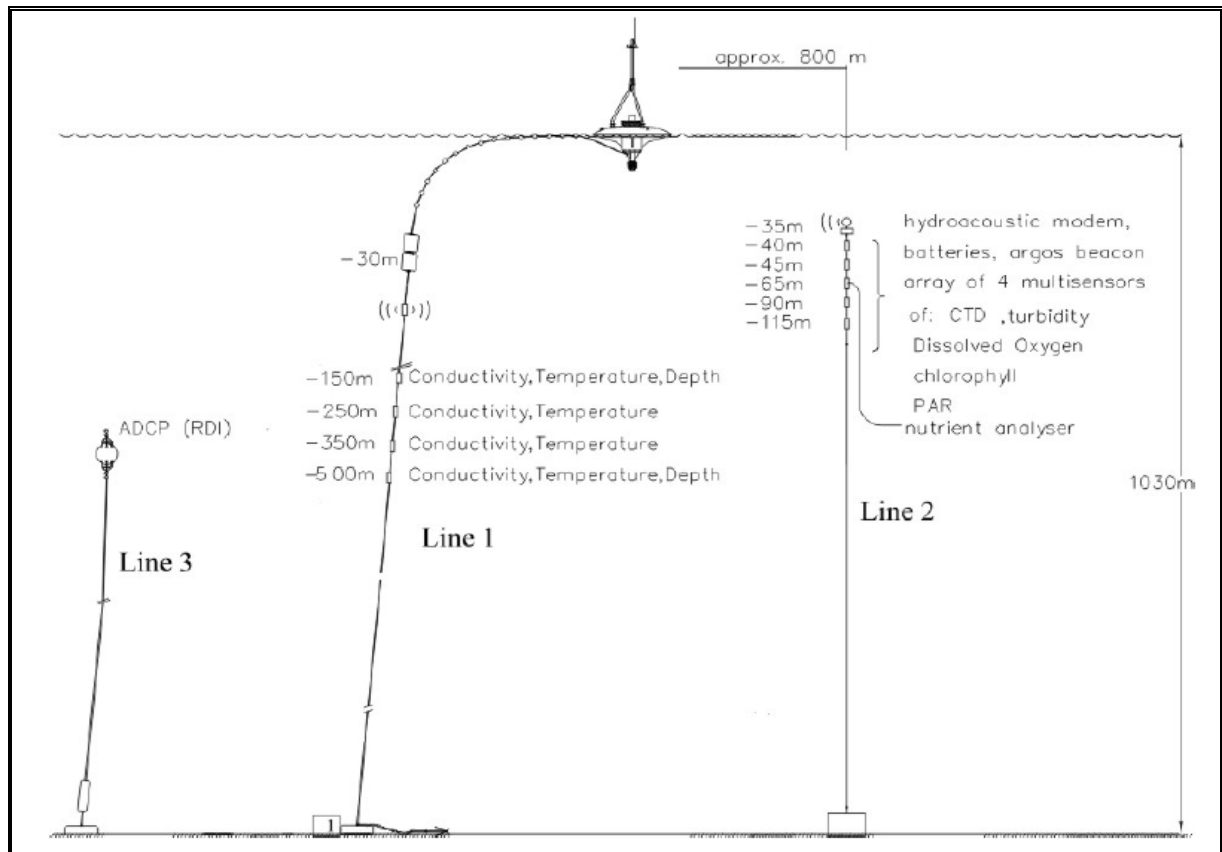 approx. 800 m
-35m
-40m
-45m
-65m
-90m
-115m
hydroacoustic modem,
batteries, argos beacon
array of 4 multisensors
of: CTD ,turbidity
Dissolved Oxygen
chlorophyll
PAR
nutrient analyser
-30m
-150m Conductivity,Temperature,Depth
-250m Conductivity,Temperature
-350m Conductivity,Temperature
-500m Conductivity,Temperature,Depth
ADCP (RDI)
1030m
Line 3
Line 1
Line 2
1